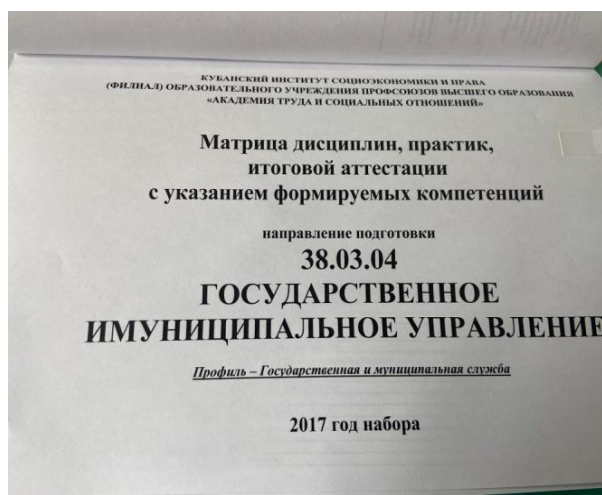 КУБАНСКИЙ ИНСТИТУТ СОЦИОЭКОНОМИКИ И ПРАВА
(ФИЛИАЛ) ОБРАЗОВАТЕЛЬНОГО УЧРЕЖДЕНИЯ ПРОФСОЮЗОВ ВЫСШЕГО ОБРАЗОВАНИЯ
«АКАДЕМИЯ ТРУДА И СОЦИАЛЬНЫХ ОТНОШЕНИЙ»
Матрица дисциплин, практик,
итоговой аттестации
с указанием формируемых компетенций
направление подготовки
38.03.04
ГОСУДАРСТВЕННОЕ
ИМУНИЦИПАЛЬНОЕ УПРАВЛЕНИЕ
Профиль – Государственная и муниципальная служба
2017 год набора